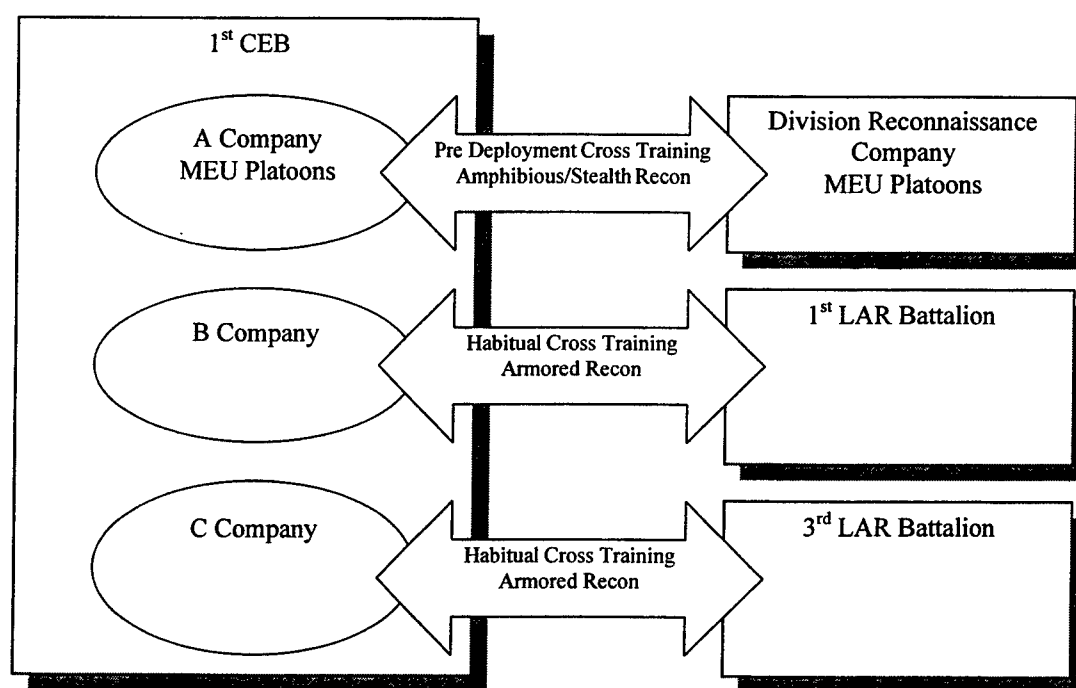 1st CEB
A Company
MEU Platoons
Pre Deployment Cross Training
Amphibious/Stealth Recon
Division Reconnaissance
Company
MEU Platoons
B Company
Habitual Cross Training
Armored Recon
1st LAR Battalion
C Company
Habitual Cross Training
Armored Recon
3rd LAR Battalion